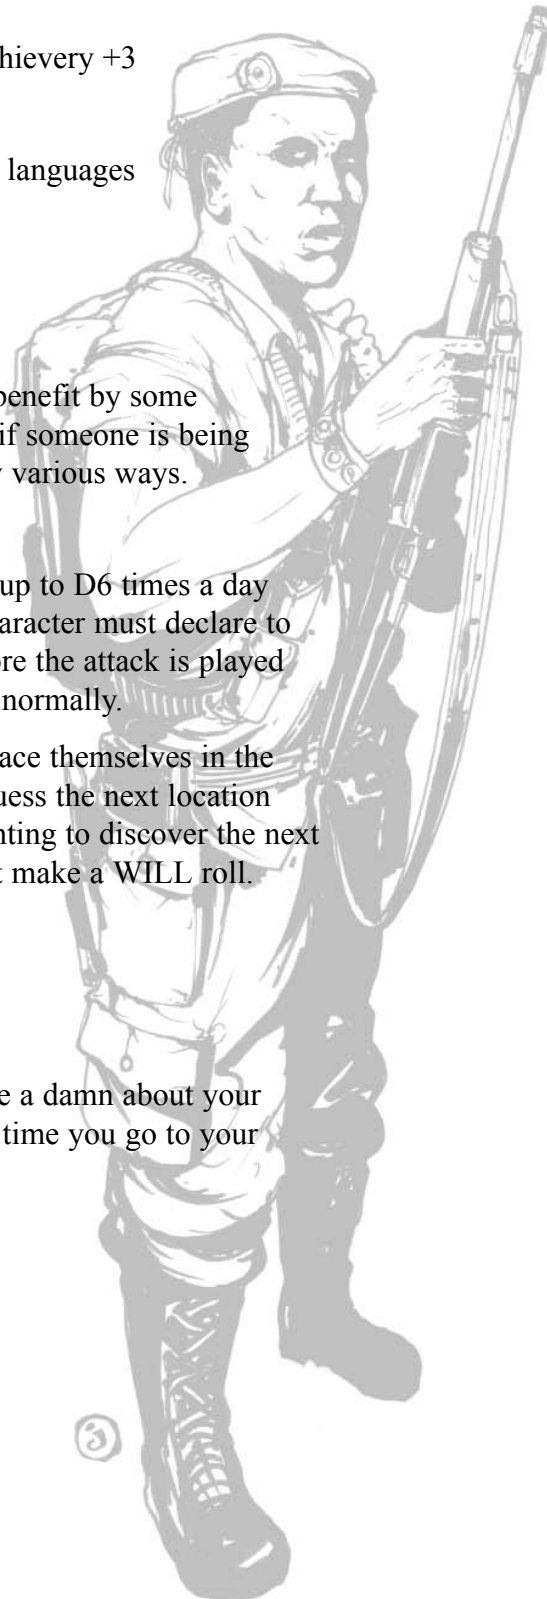 hievery +3
languages
benefit by some
if someone is being
various ways.
up to D6 times a day
aracter must declare to
ore the attack is played
normally.
ace themselves in the
uess the next location
nting to discover the next
t make a WILL roll.
e a damn about your
time you go to your